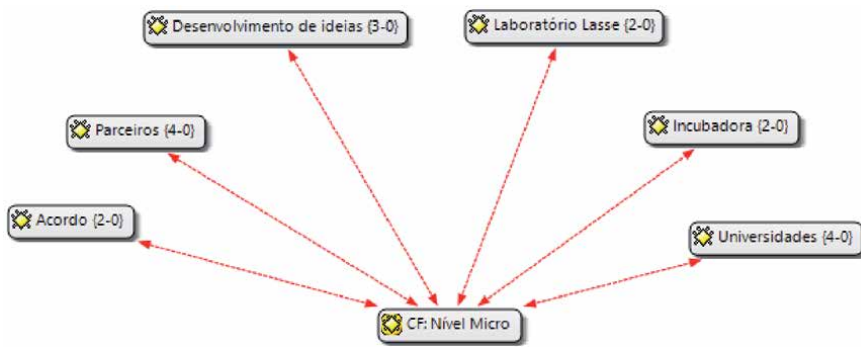 Desenvolvimento de ideias {3-0}
Laboratório Lasse {2-0}
Parceiros {4-0}
Incubadora {2-0}
Acordo {2-0}
Universidades {4-0}
CF: Nível Micro